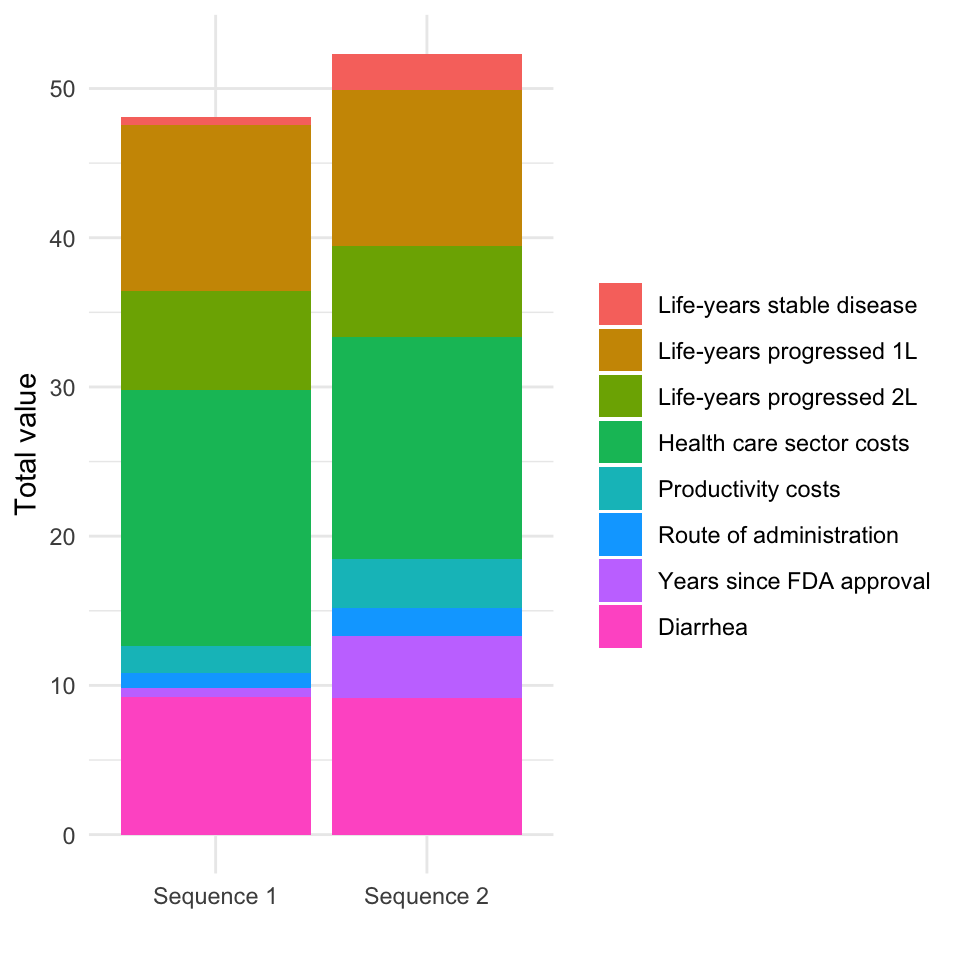 Total value
50
40
30
20
10
0
Sequence 1
Sequence 2
Life-years stable disease
Life-years progressed 1L
Life-years progressed 2L
Health care sector costs
Productivity costs
Route of administration
Years since FDA approval
Diarrhea